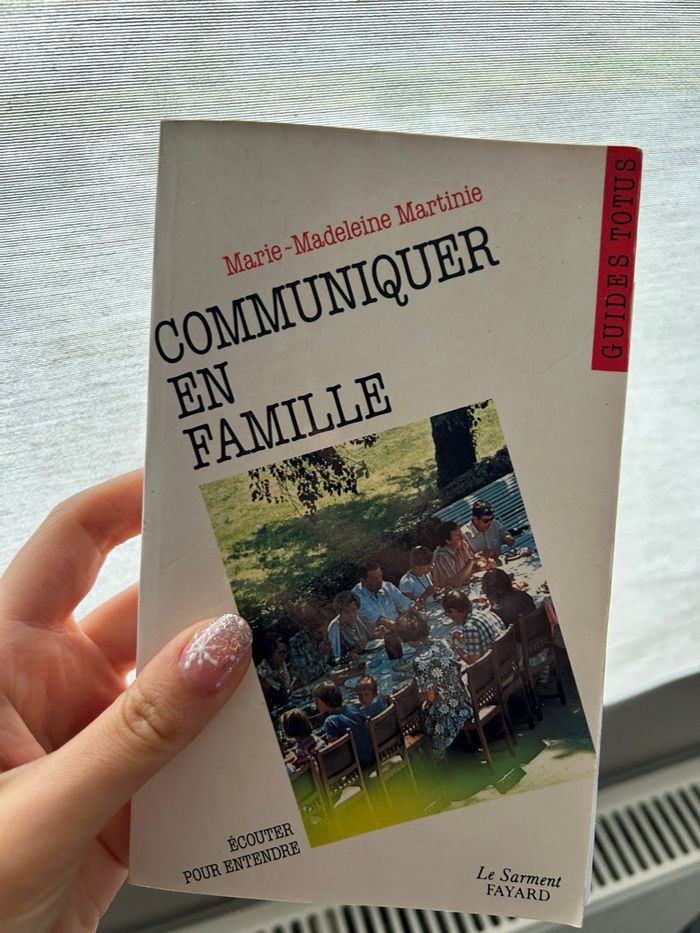 Marie-Madeleine Martinie
COMMUNIQUER
EN
FAMILLE
GUIDES TOTUS
ÉCOUTER
POUR ENTENDRE
Le Sarment
FAYARD